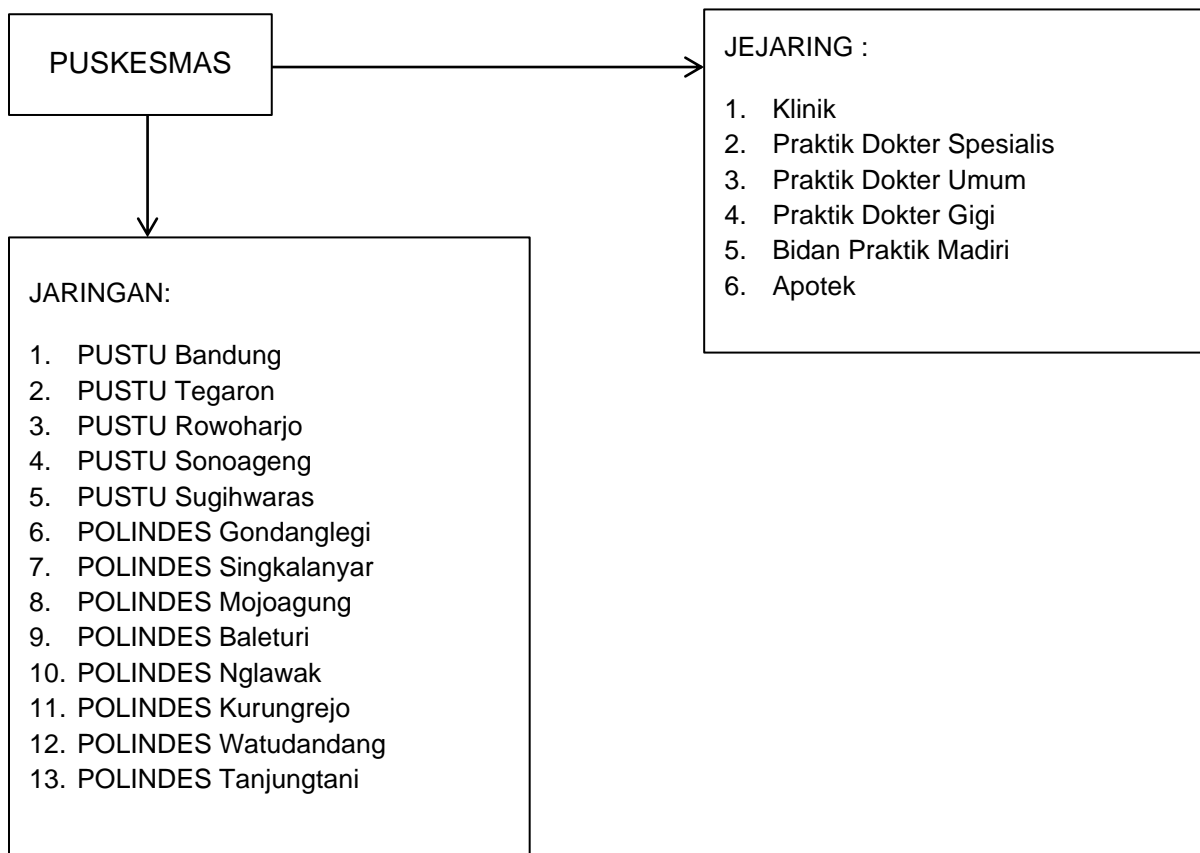 PUSKESMAS
JEJARING :
1. Klinik
2. Praktik Dokter Spesialis
3. Praktik Dokter Umum
4. Praktik Dokter Gigi
5. Bidan Praktik Madiri
6. Apotek
JARINGAN:
1. PUSTU Bandung
2. PUSTU Tegaron
3. PUSTU Rowoharjo
4. PUSTU Sonoageng
5. PUSTU Sugihwaras
6. POLINDES Gondanglegi
7. POLINDES Singkalanyar
8. POLINDES Mojoagung
9. POLINDES Baleturi
10. POLINDES Nglawak
11. POLINDES Kurungrejo
12. POLINDES Watudandang
13. POLINDES Tanjungtani